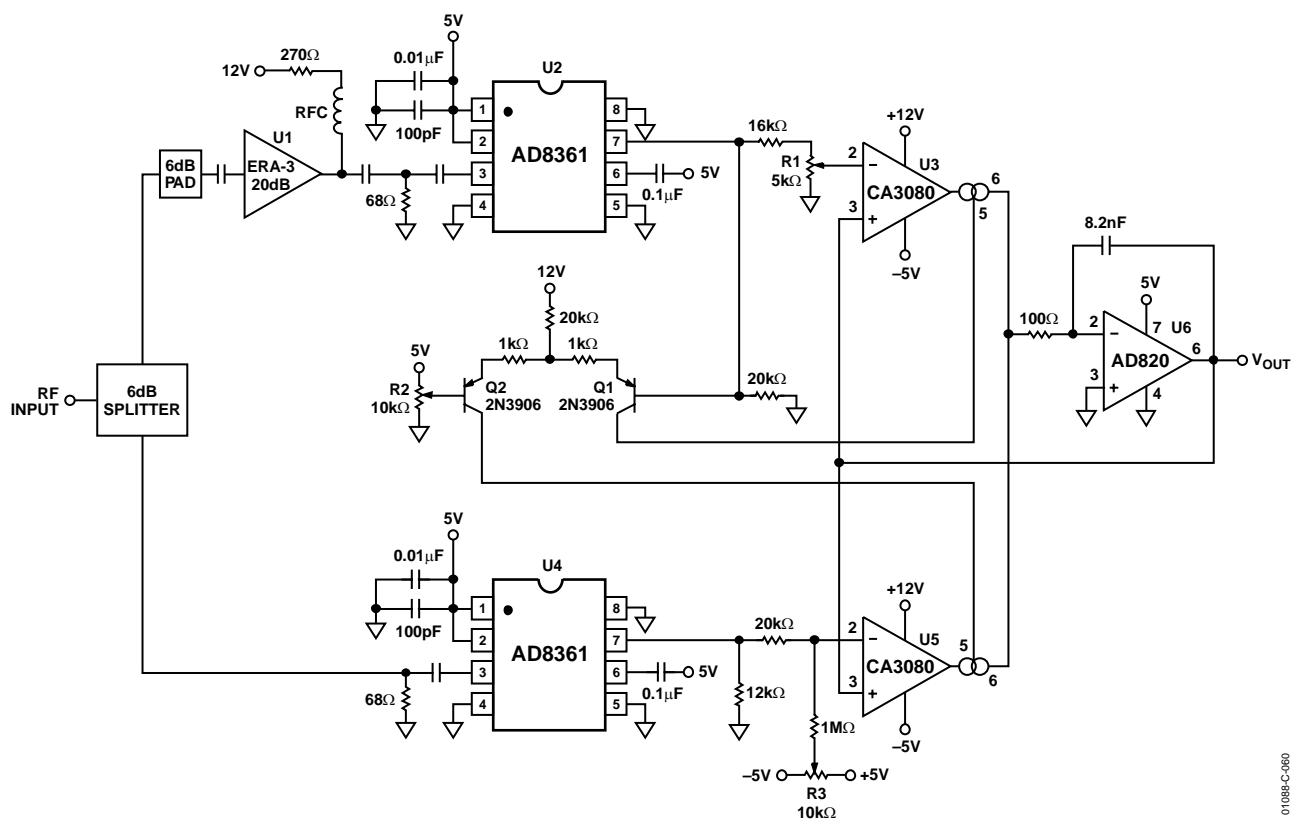 5V
0.01µF
100pF
270Ω
12V
RFC
U2
1
2
3
4
8
7
6
5
AD8361
6dB
PAD
U1
ERA-3
20dB
68Ω
0.1µF
5V
16kΩ
R1
5kΩ
+12V
2
–
U3
CA3080
3
+
–5V
6
5
8.2nF
12V
20kΩ
1kΩ
1kΩ
5V
R2
10kΩ
Q2
2N3906
Q1
2N3906
20kΩ
100Ω
5V
2
–
7
U6
AD820
6
3
+
4
VOUT
RF
INPUT
6dB
SPLITTER
5V
0.01µF
100pF
U4
1
2
3
4
8
7
6
5
AD8361
68Ω
0.1µF
5V
20kΩ
12kΩ
1MΩ
–5V
+5V
R3
10kΩ
+12V
2
–
U5
CA3080
3
+
–5V
5
6
01088-C-060